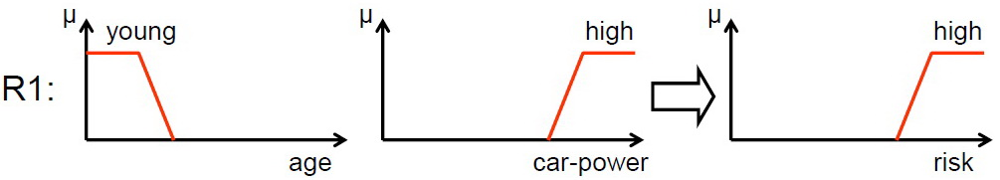 R1:
μ
young
age
μ
high
car-power
μ
high
risk